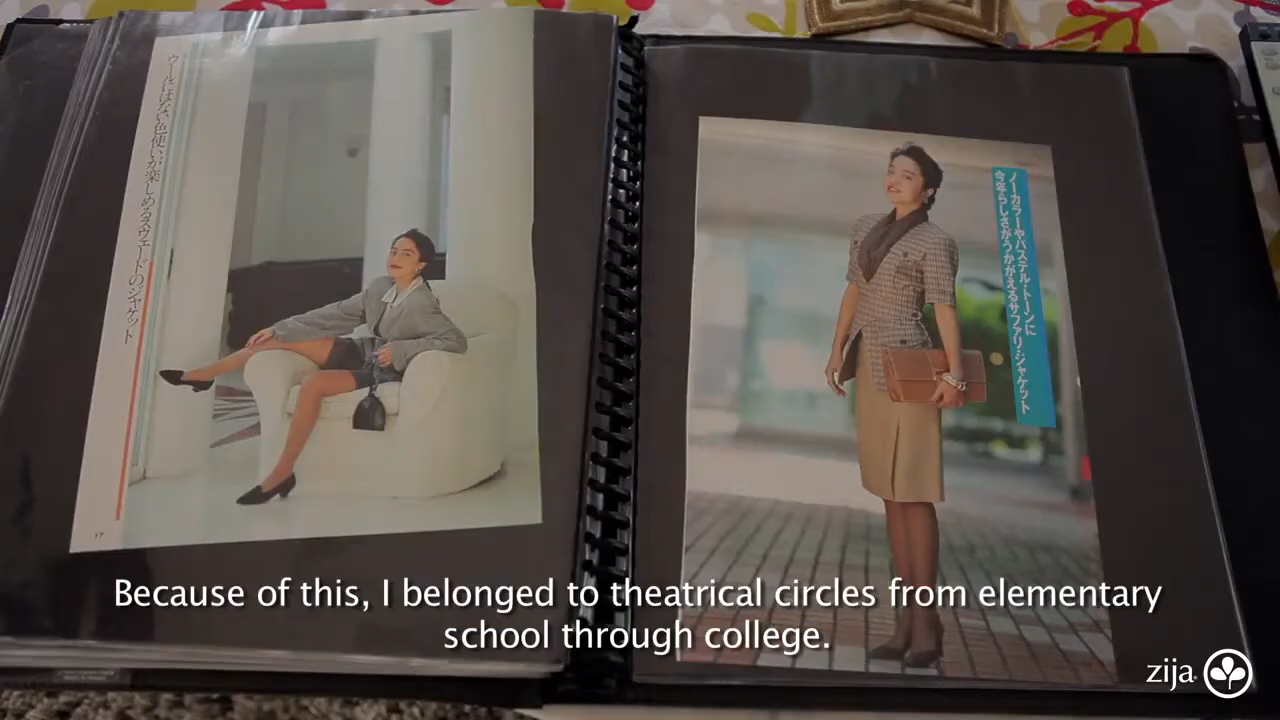 ウールにはない色使いが楽しめるスウェードのジャケット
17
ノーカラーやパステル・トーンに
今年らしさがうかがえるサファリ・ジャケット
Because of this, I belonged to theatrical circles from elementary
school through college.
zija